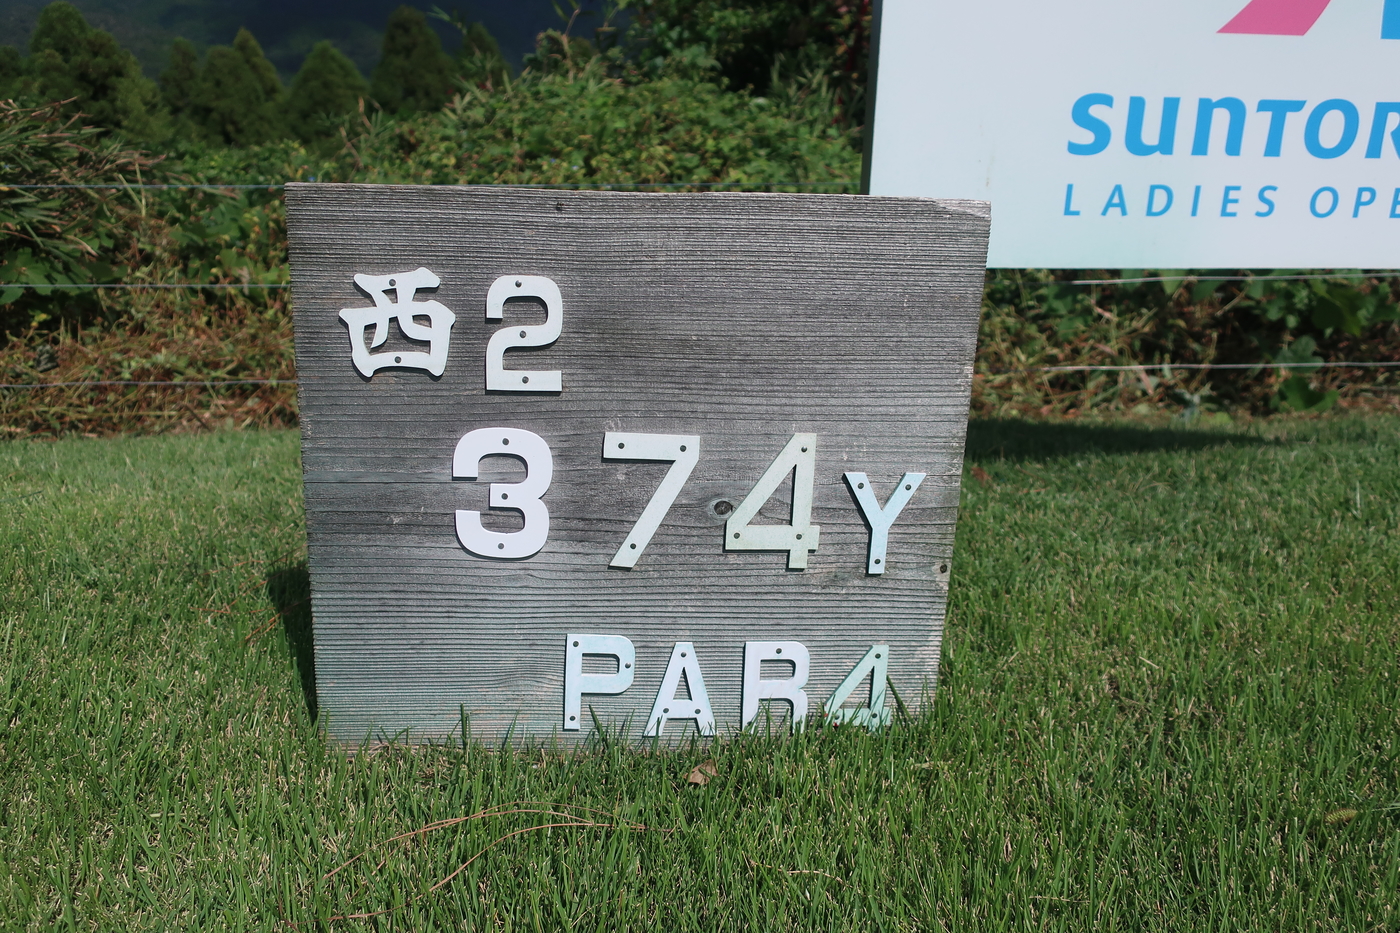 西2
374Y
PAR4
SUNTOR
LADIES OPE